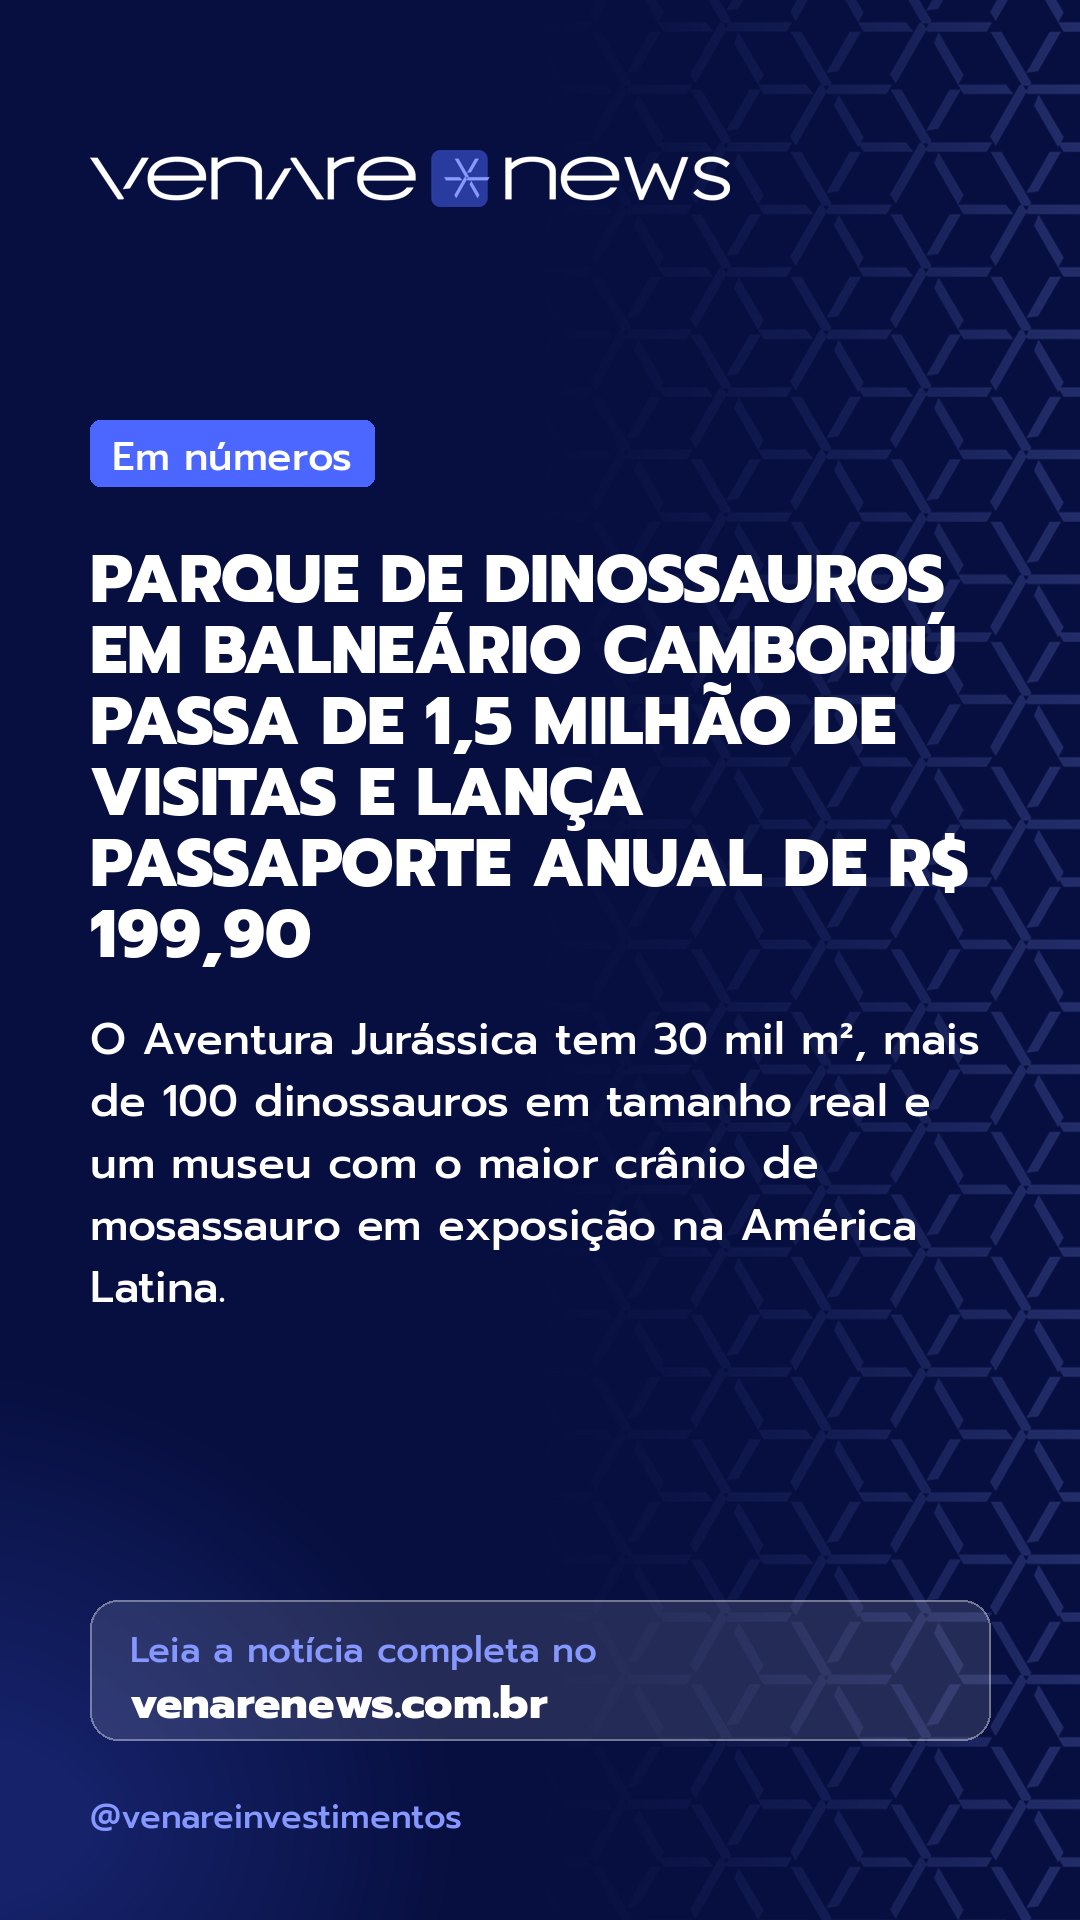 venare news
Em números
PARQUE DE DINOSSAUROS
EM BALNEÁRIO CAMBORIÚ
PASSA DE 1,5 MILHÃO DE
VISITAS E LANÇA
PASSAPORTE ANUAL DE R$
199,90
O Aventura Jurássica tem 30 mil m², mais
de 100 dinossauros em tamanho real e
um museu com o maior crânio de
mosassauro em exposição na América
Latina.
Leia a notícia completa no
venarenews.com.br
@venareinvestimentos